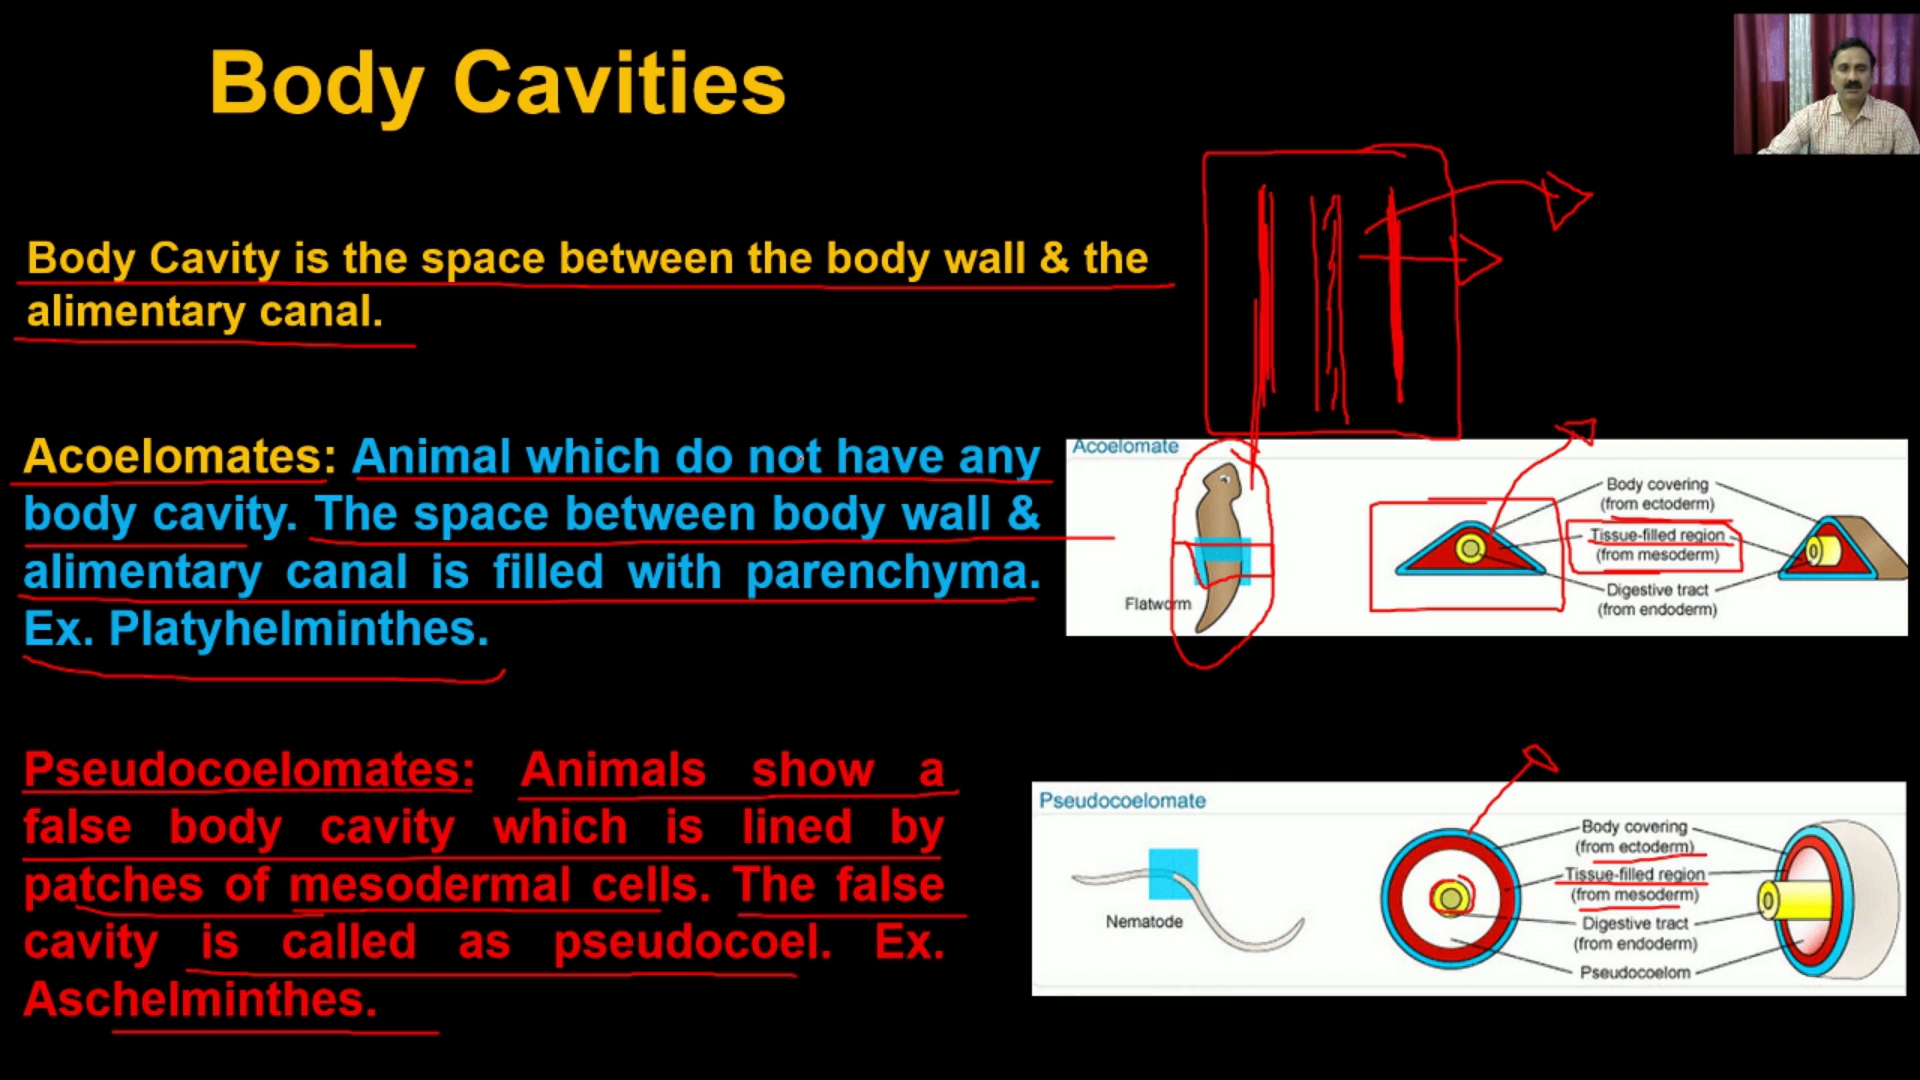 Body Cavities
Body Cavity is the space between the body wall & the
alimentary canal.
Acoelomates: Animal which do not have any
body cavity. The space between body wall &
alimentary canal is filled with parenchyma.
Ex. Platyhelminthes.
Acoelomate
Flatworm
Body covering
(from ectoderm)
Tissue-filled region
(from mesoderm)
Digestive tract
(from endoderm)
Pseudocoelomates: Animals show a
false body cavity which is lined by
patches of mesodermal cells. The false
cavity is called as pseudocoel. Ex.
Aschelminthes.
Pseudocoelomate
Nematode
Body covering
(from ectoderm)
Tissue-filled region
(from mesoderm)
Digestive tract
(from endoderm)
Pseudocoelom